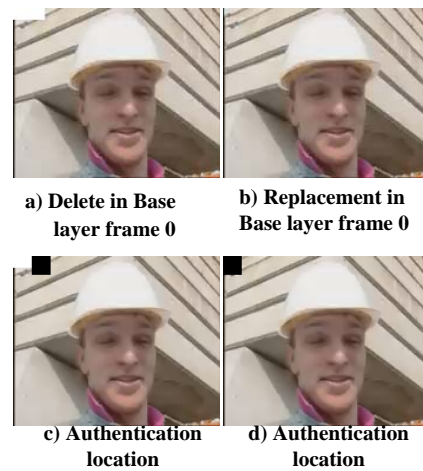 a) Delete in Base
layer frame 0
b) Replacement in
Base layer frame 0
c) Authentication
location
d) Authentication
location